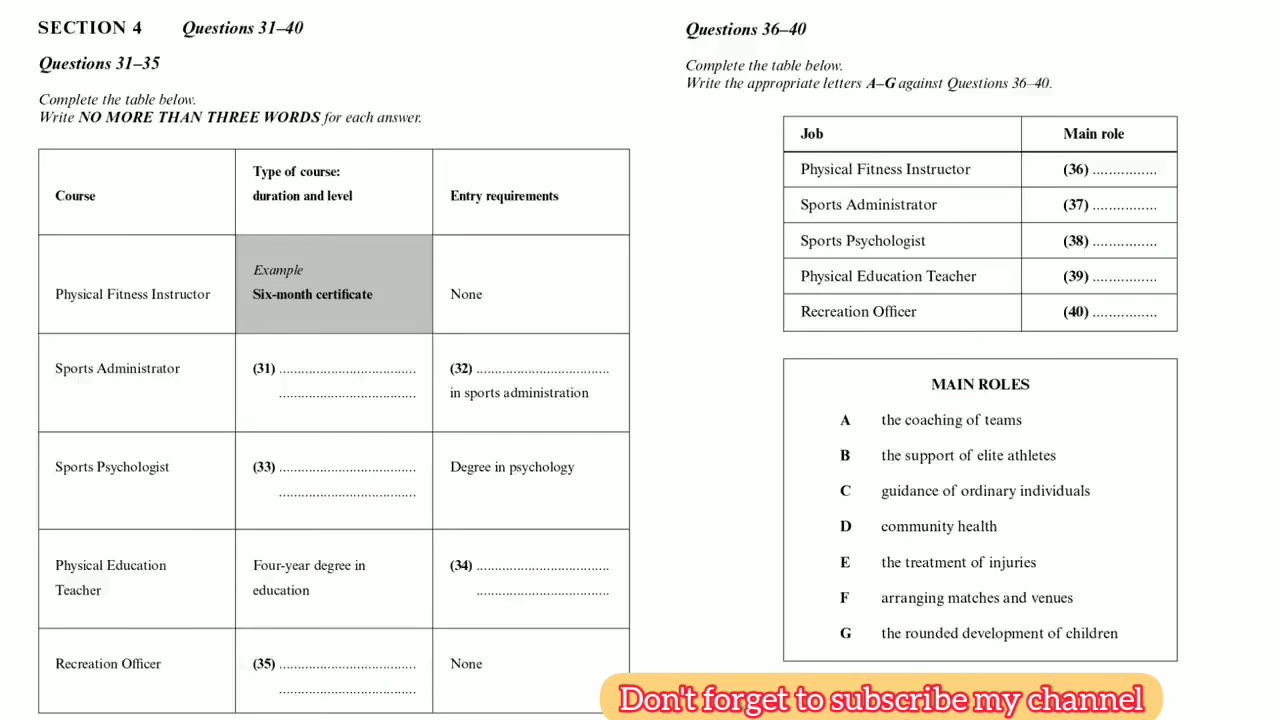 SECTION 4 Questions 31–40
Questions 31–35
Complete the table below.
Write NO MORE THAN THREE WORDS for each answer.
Course
Type of course:
duration and level
Entry requirements
Physical Fitness Instructor
Example
Six-month certificate
None
Sports Administrator
(31) ..................................
..................................
(32) .................................
in sports administration
Sports Psychologist
(33) ..................................
..................................
Degree in psychology
Physical Education
Teacher
Four-year degree in
education
(34) .................................
.................................
Recreation Officer
(35) ..................................
..................................
None
Questions 36–40
Complete the table below.
Write the appropriate letters A–G against Questions 36–40.
Job Main role
Physical Fitness Instructor (36) ................
Sports Administrator (37) ................
Sports Psychologist (38) ................
Physical Education Teacher (39) ................
Recreation Officer (40) ................
MAIN ROLES
A the coaching of teams
B the support of elite athletes
C guidance of ordinary individuals
D community health
E the treatment of injuries
F arranging matches and venues
G the rounded development of children
Don't forget to subscribe my channel